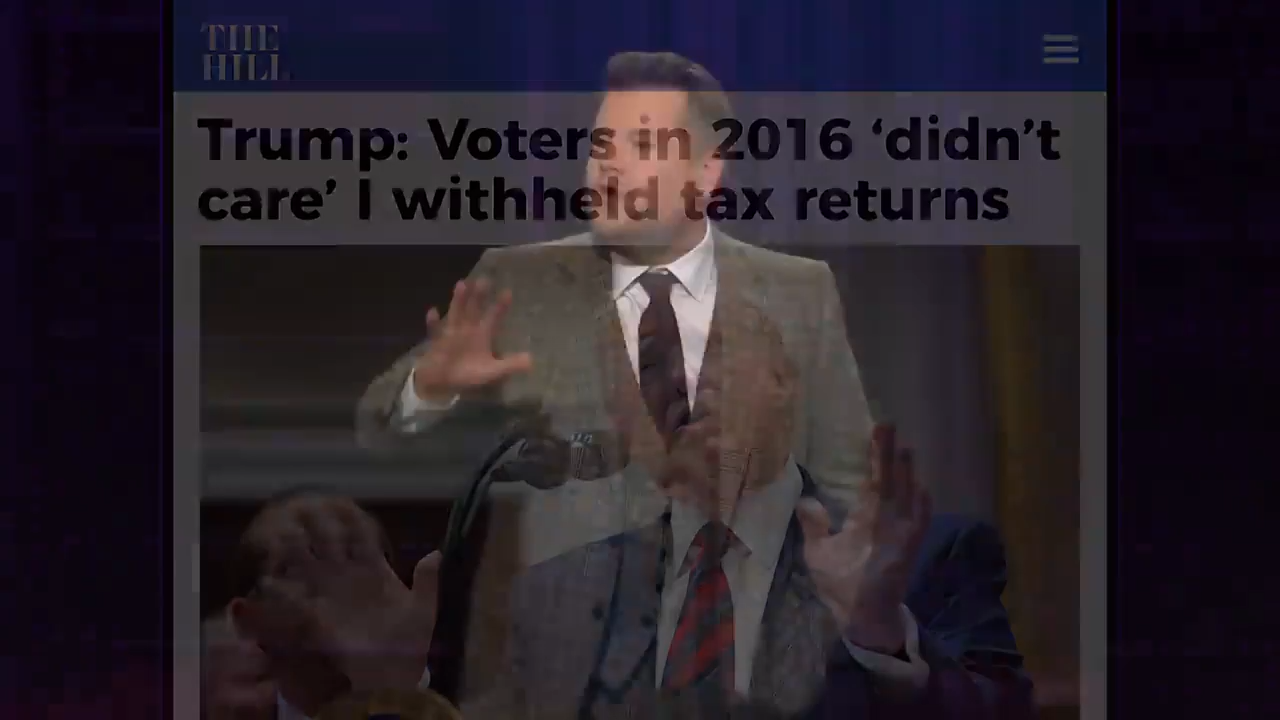 THE
HILL
Trump: Voters in 2016 ‘didn’t
care’ I withheld tax returns